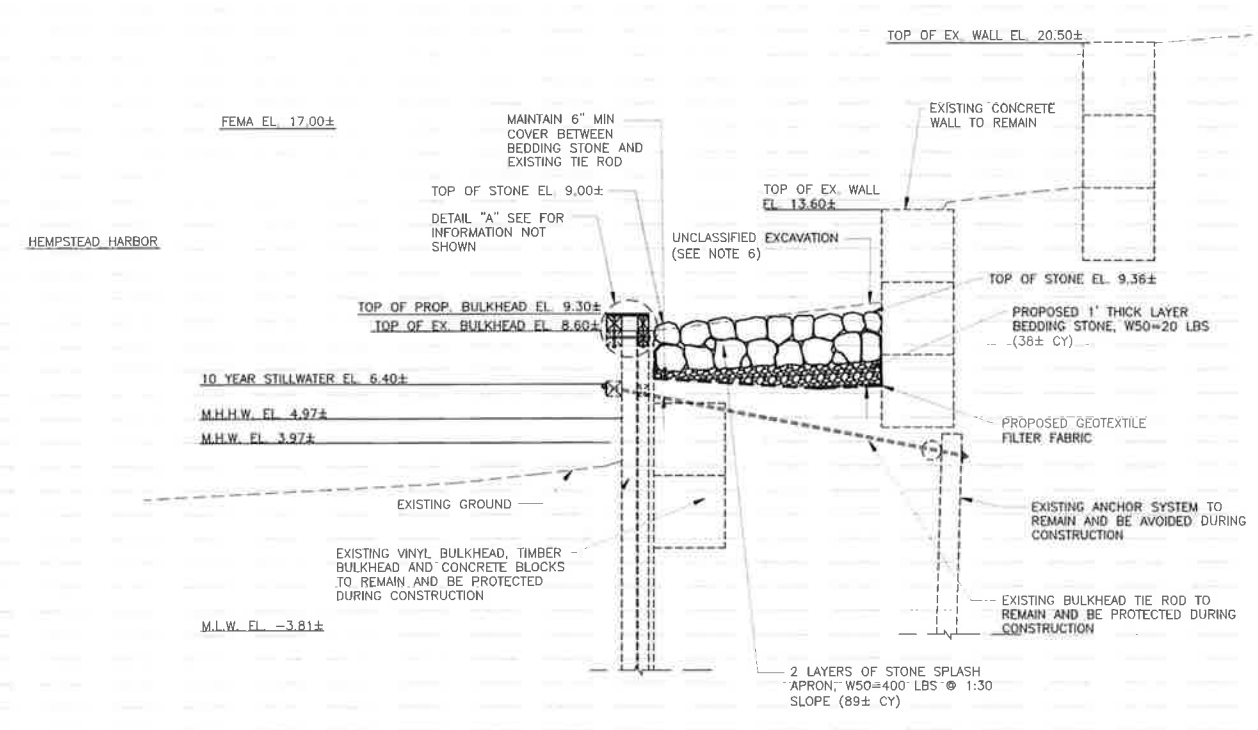 TOP OF EX. WALL EL. 20.50±
FEMA EL. 17.00±
MAINTAIN 6" MIN
COVER BETWEEN
BEDDING STONE AND
EXISTING TIE ROD
EXISTING CONCRETE
WALL TO REMAIN
TOP OF STONE EL. 9.00±
TOP OF EX. WALL
EL. 13.60±
DETAIL "A" SEE FOR
INFORMATION NOT
SHOWN
HEMPSTEAD HARBOR
UNCLASSIFIED EXCAVATION
(SEE NOTE 6)
TOP OF STONE EL. 9.36±
TOP OF PROP. BULKHEAD EL. 9.30±
TOP OF EX. BULKHEAD EL. 8.60±
PROPOSED 1' THICK LAYER
BEDDING STONE, W50=20 LBS
(38± CY)
10 YEAR STILLWATER EL. 6.40±
M.H.H.W. EL. 4.97±
M.H.W. EL. 3.97±
PROPOSED GEOTEXTILE
FILTER FABRIC
EXISTING GROUND
EXISTING ANCHOR SYSTEM TO
REMAIN AND BE AVOIDED DURING
CONSTRUCTION
EXISTING VINYL BULKHEAD, TIMBER
BULKHEAD AND CONCRETE BLOCKS
TO REMAIN AND BE PROTECTED
DURING CONSTRUCTION
EXISTING BULKHEAD TIE ROD TO
REMAIN AND BE PROTECTED DURING
CONSTRUCTION
M.L.W. EL. -3.81±
2 LAYERS OF STONE SPLASH
APRON, W50=400 LBS @ 1:30
SLOPE (89± CY)